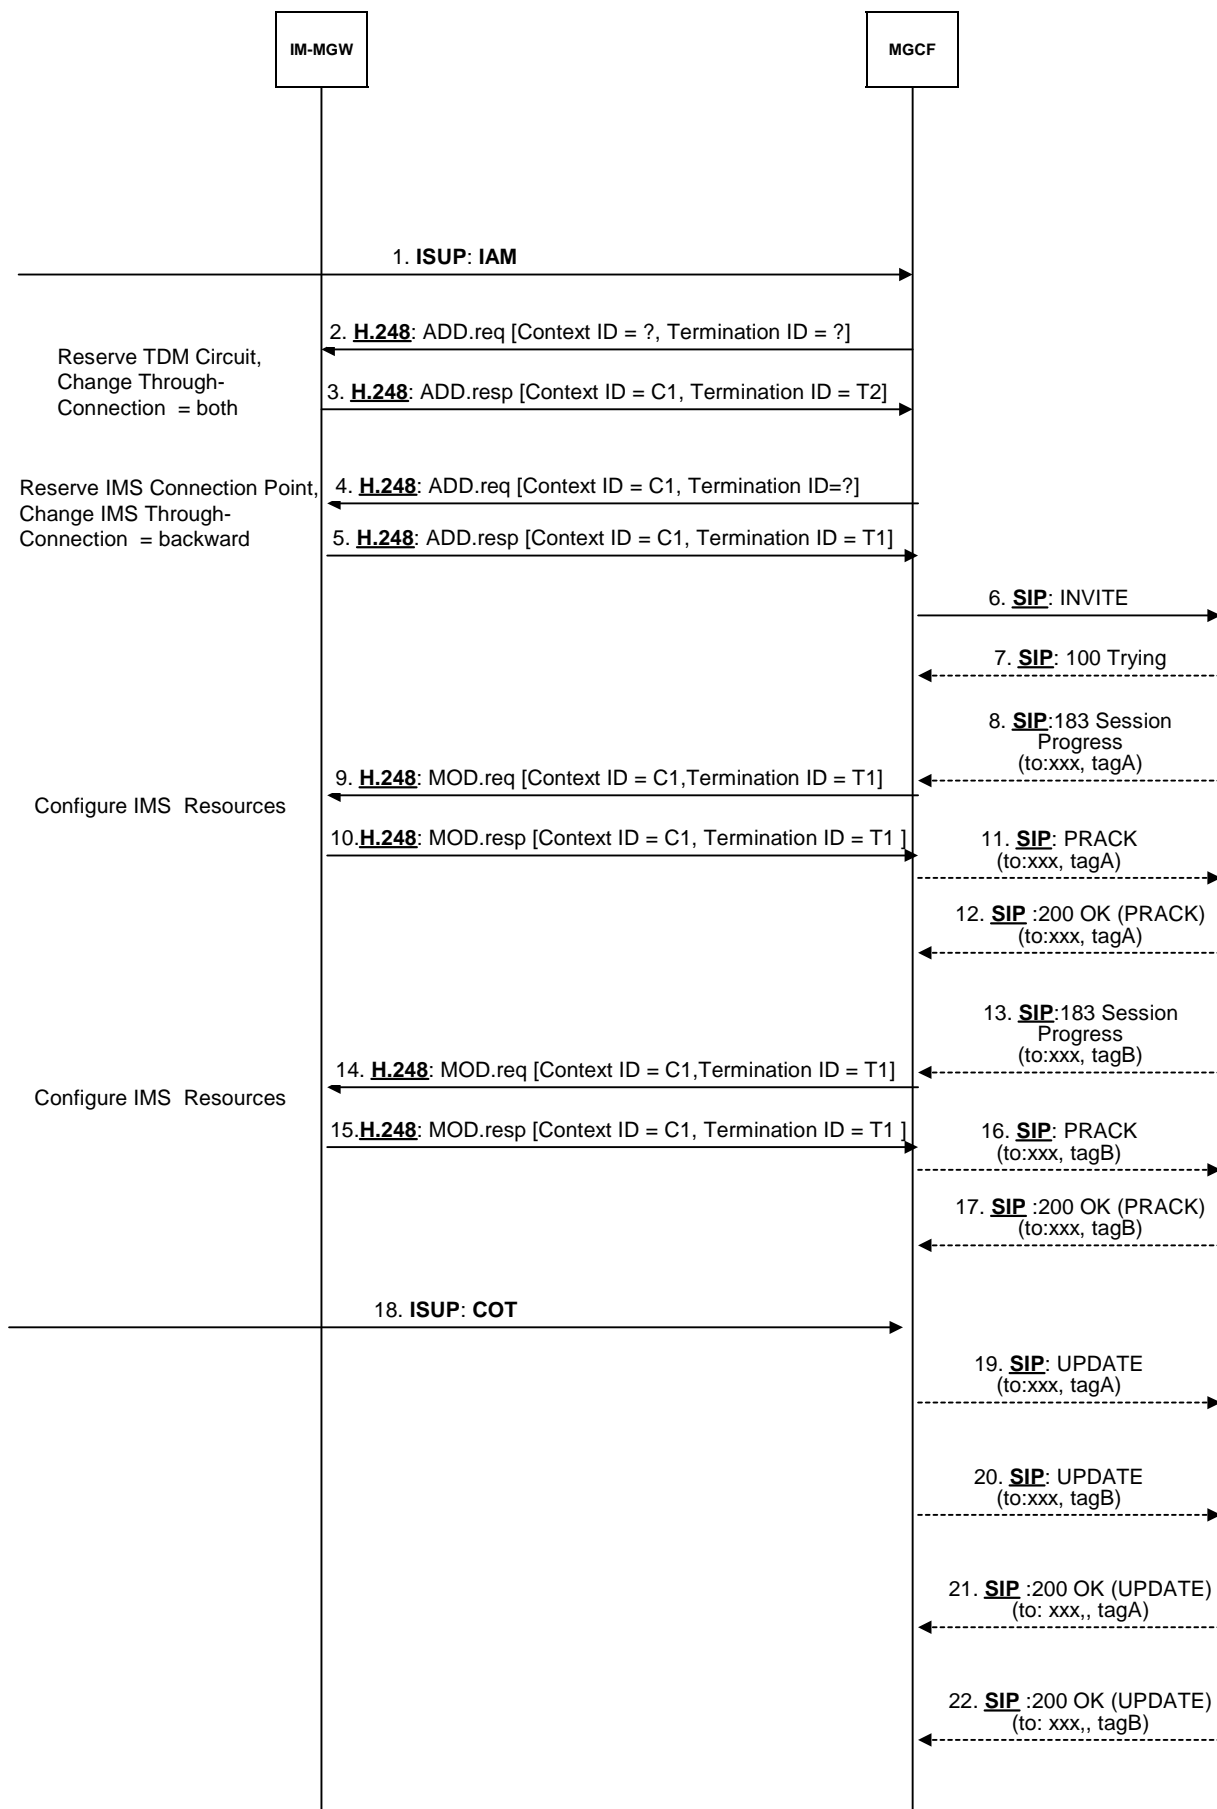 IM-MGW
MGCF
1. ISUP: IAM
2. H.248: ADD.req [Context ID = ?, Termination ID = ?]
Reserve TDM Circuit,
Change Through-
Connection = both
3. H.248: ADD.resp [Context ID = C1, Termination ID = T2]
Reserve IMS Connection Point,
Change IMS Through-
Connection = backward
4. H.248: ADD.req [Context ID = C1, Termination ID=?]
5. H.248: ADD.resp [Context ID = C1, Termination ID = T1]
6. SIP: INVITE
7. SIP: 100 Trying
8. SIP:183 Session
Progress
(to:xxx, tagA)
9. H.248: MOD.req [Context ID = C1,Termination ID = T1]
Configure IMS Resources
10.H.248: MOD.resp [Context ID = C1, Termination ID = T1 ]
11. SIP: PRACK
(to:xxx, tagA)
12. SIP :200 OK (PRACK)
(to:xxx, tagA)
13. SIP:183 Session
Progress
(to:xxx, tagB)
14. H.248: MOD.req [Context ID = C1,Termination ID = T1]
Configure IMS Resources
15.H.248: MOD.resp [Context ID = C1, Termination ID = T1 ]
16. SIP: PRACK
(to:xxx, tagB)
17. SIP :200 OK (PRACK)
(to:xxx, tagB)
18. ISUP: COT
19. SIP: UPDATE
(to:xxx, tagA)
20. SIP: UPDATE
(to:xxx, tagB)
21. SIP :200 OK (UPDATE)
(to: xxx,, tagA)
22. SIP :200 OK (UPDATE)
(to: xxx,, tagB)